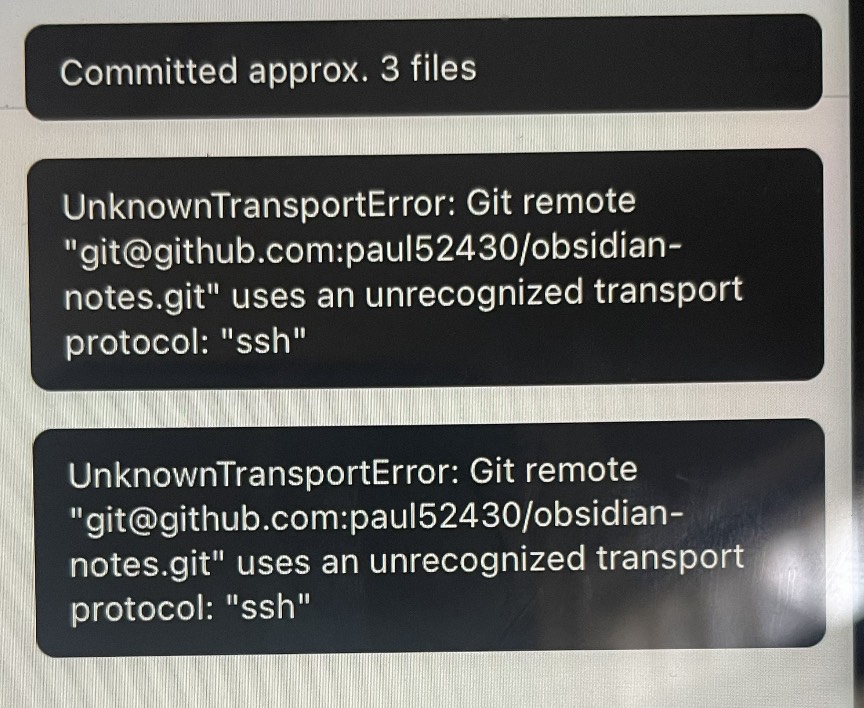 Committed approx. 3 files
UnknownTransportError: Git remote
"git@github.com:paul52430/obsidian-
notes.git" uses an unrecognized transport
protocol: "ssh"
UnknownTransportError: Git remote
"git@github.com:paul52430/obsidian-
notes.git" uses an unrecognized transport
protocol: "ssh"